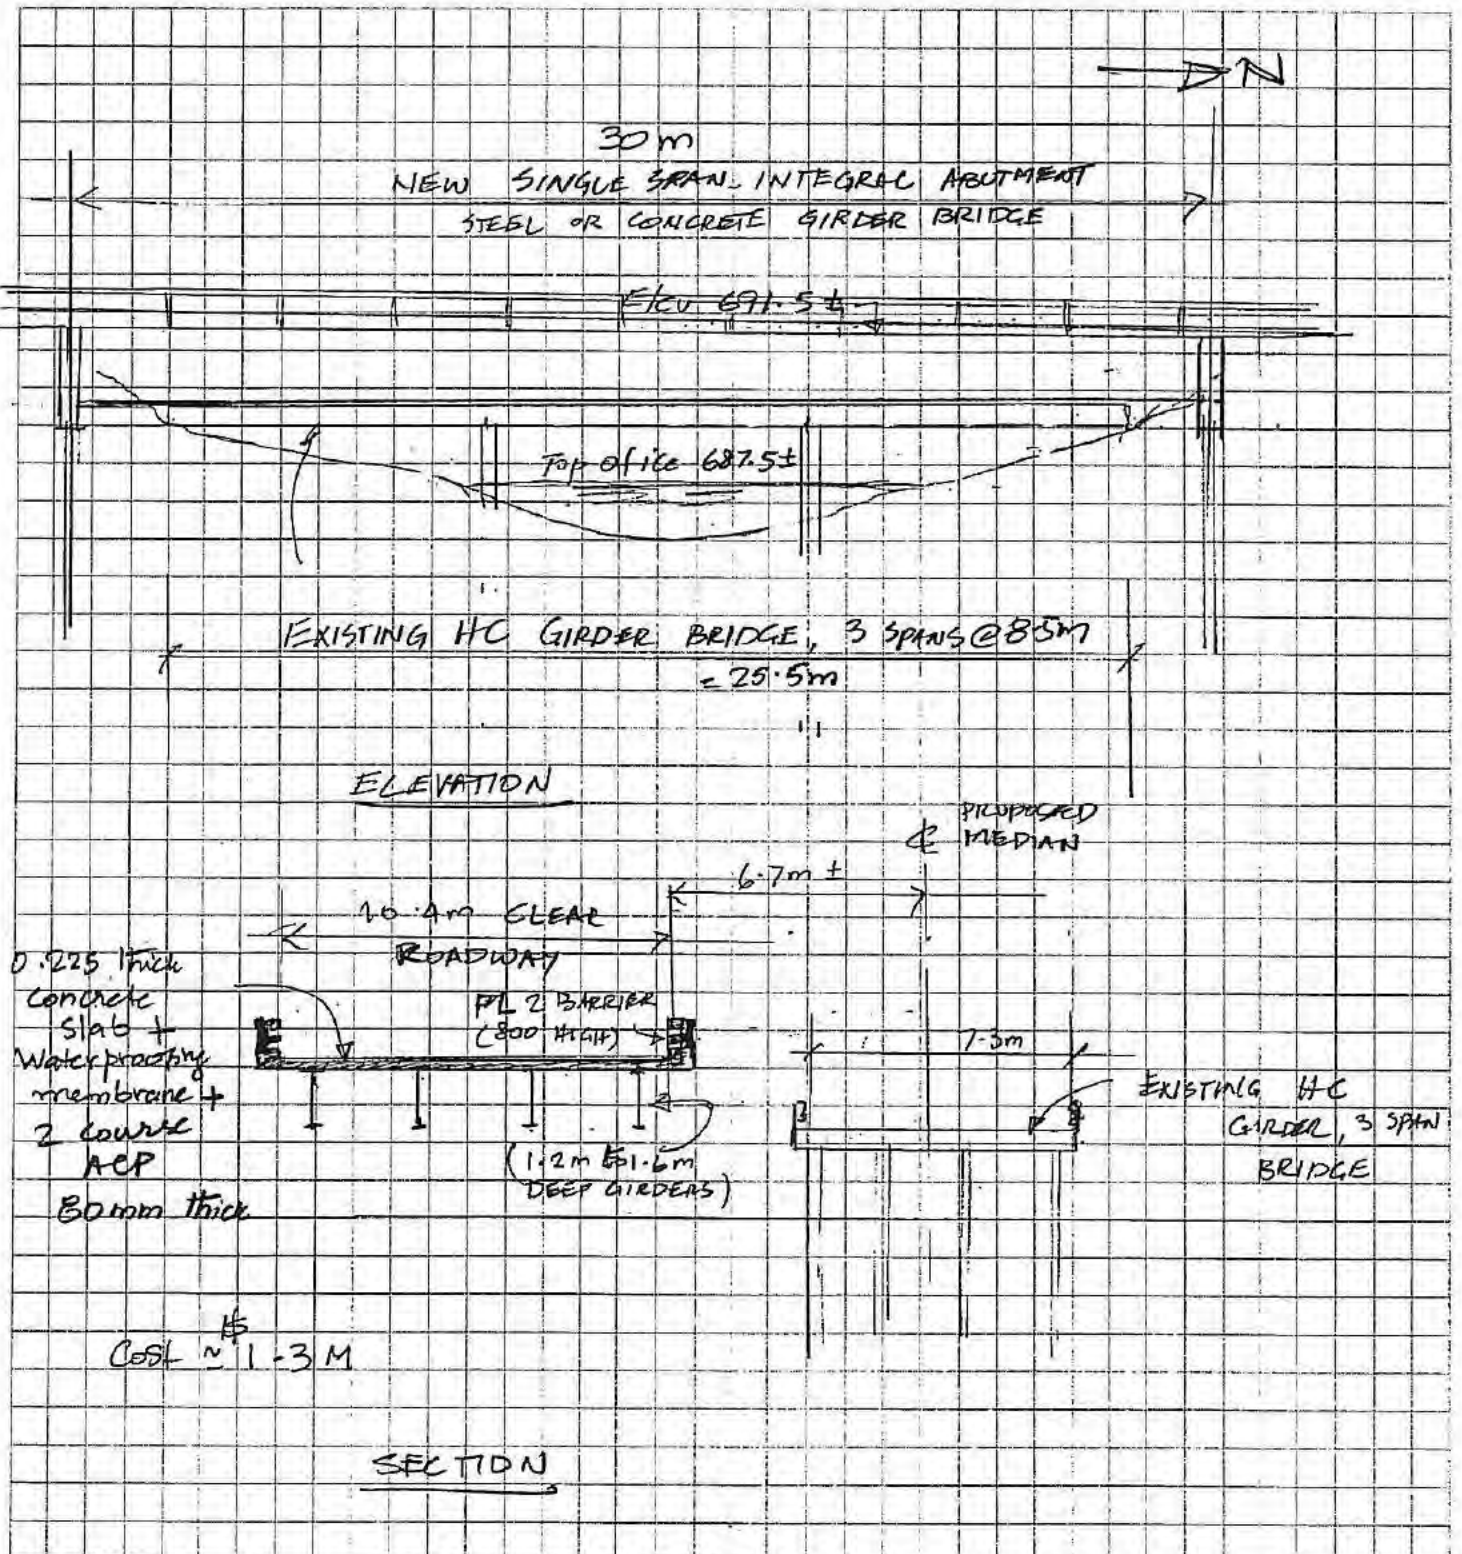 N
30 m
NEW SINGLE SPAN INTEGRAL ABUTMENT
STEEL OR CONCRETE GIRDER BRIDGE
Elev. 691.5 ±
Top of ice 687.5 ±
EXISTING HC GIRDER BRIDGE, 3 SPANS @ 8.5m
= 25.5m
ELEVATION
PROPOSED
℄ MEDIAN
6.7m ±
10.4m CLEAR
ROADWAY
0.225 thick
concrete
slab +
Waterproofing
membrane +
2 course
ACP
80mm thick
PL 2 BARRIER
(800 HIGH)
7.3m
EXISTING HC
GIRDER, 3 SPAN
BRIDGE
(1.2m to 1.6m
DEEP GIRDERS)
$
Cost ~ 1.3 M
SECTION